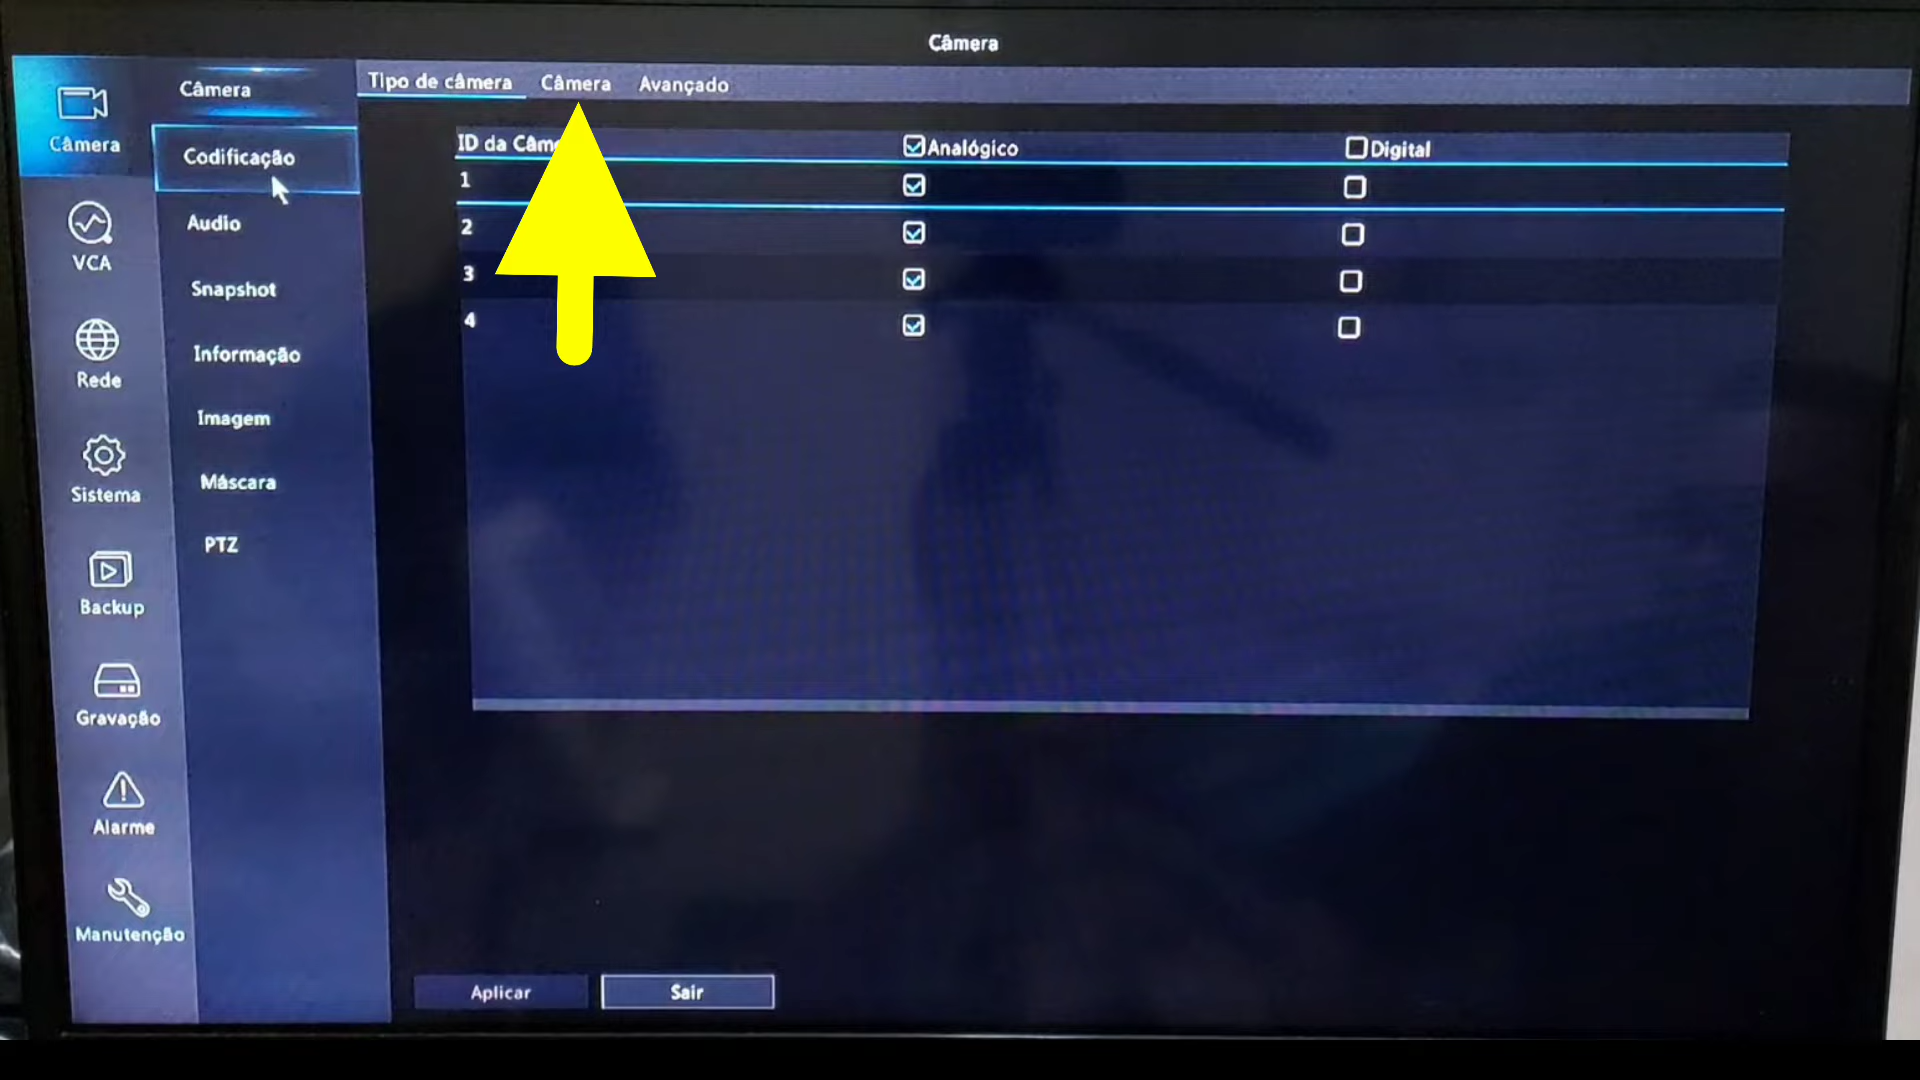 Câmera
Câmera
VCA
Rede
Sistema
Backup
Gravação
Alarme
Manutenção
Câmera
Codificação
Audio
Snapshot
Informação
Imagem
Máscara
PTZ
Tipo de câmera Câmera Avançado
ID da Câme Analógico Digital
1
2
3
4
Aplicar Sair